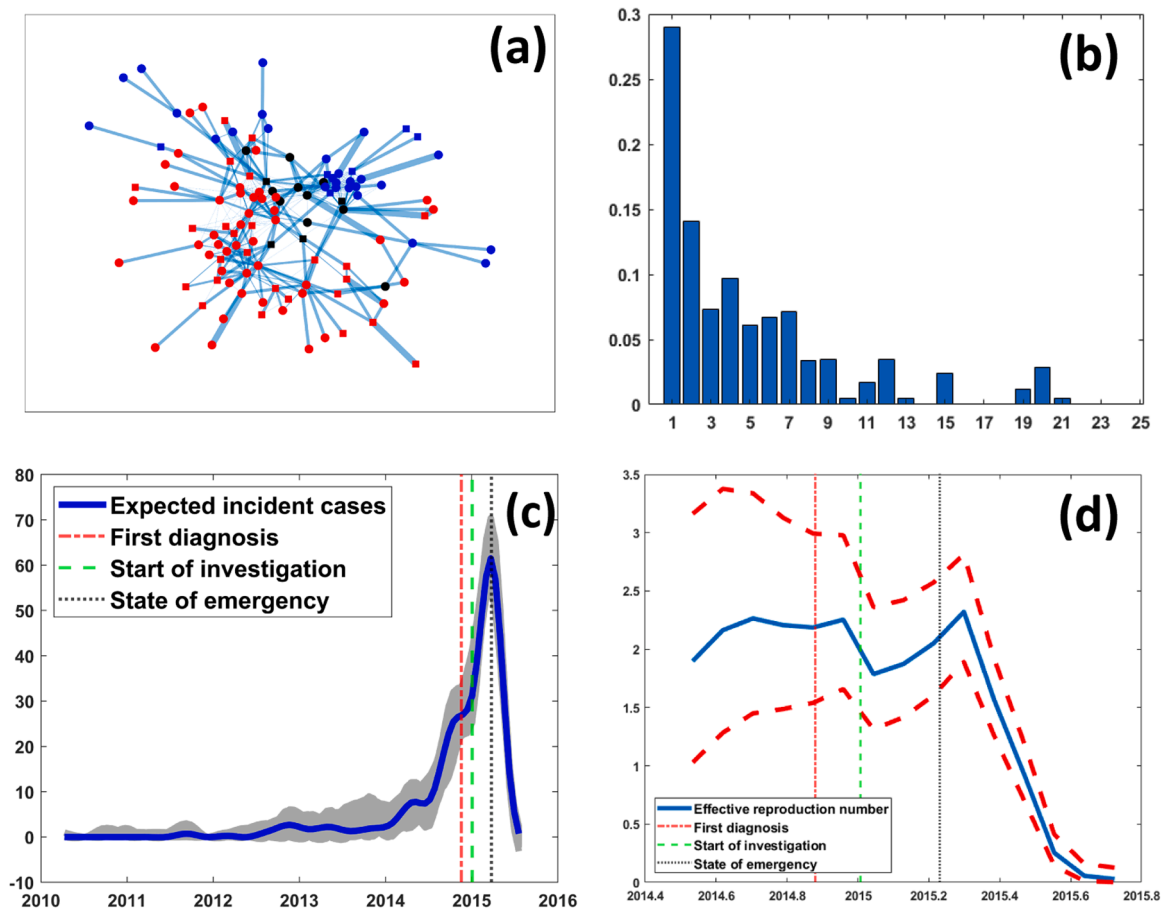 (a)
(b)
0.3
0.25
0.2
0.15
0.1
0.05
0
1 3 5 7 9 11 13 15 17 19 21 23 25
(c)
80
70
60
50
40
30
20
10
0
-10
2010 2011 2012 2013 2014 2015 2016
Expected incident cases
First diagnosis
Start of investigation
State of emergency
(d)
3.5
3
2.5
2
1.5
1
0.5
0
2014.4 2014.6 2014.8 2015 2015.2 2015.4 2015.6 2015.8
Effective reproduction number
First diagnosis
Start of investigation
State of emergency